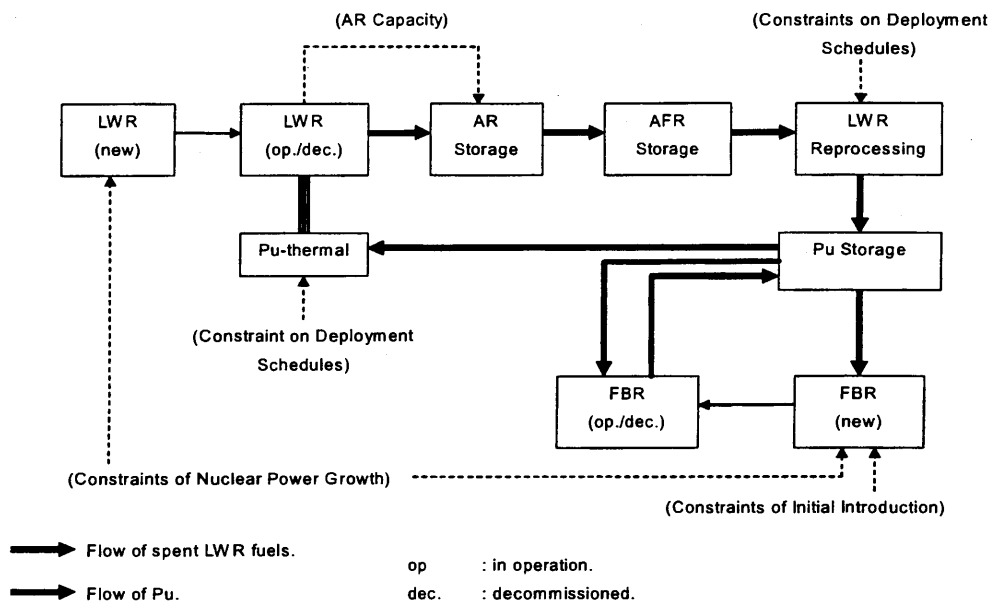 (AR Capacity)
(Constraints on Deployment
Schedules)
LWR
(new)
LWR
(op./dec.)
AR
Storage
AFR
Storage
LWR
Reprocessing
Pu-thermal
Pu Storage
(Constraint on Deployment
Schedules)
FBR
(op./dec.)
FBR
(new)
(Constraints of Nuclear Power Growth)
(Constraints of Initial Introduction)
Flow of spent LWR fuels.
op : in operation.
Flow of Pu.
dec. : decommissioned.